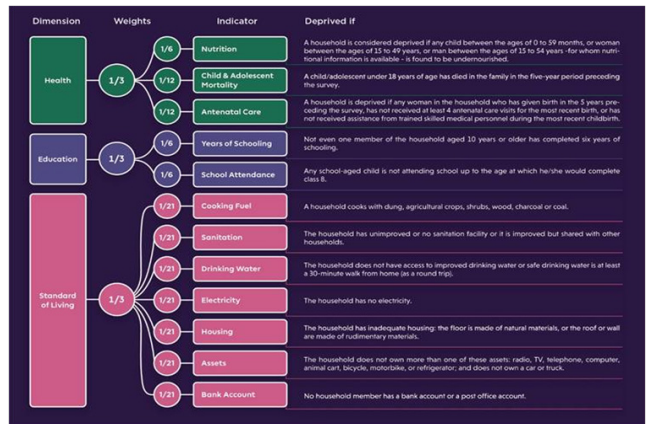 Dimension Weights Indicator Deprived if
Health
1/3
1/6 Nutrition
A household is considered deprived if any child between the ages of 0 to 59 months, or woman
between the ages of 15 to 49 years, or man between the ages of 15 to 54 years -for whom nutri-
tional information is available - is found to be undernourished.
1/12 Child & Adolescent
Mortality
A child/adolescent under 18 years of age has died in the family in the five-year period preceding
the survey.
1/12 Antenatal Care
A household is deprived if any woman in the household who has given birth in the 5 years pre-
ceding the survey, has not received at least 4 antenatal care visits for the most recent birth, or has
not received assistance from trained skilled medical personnel during the most recent childbirth.
Education
1/3
1/6 Years of Schooling
Not even one member of the household aged 10 years or older has completed six years of
schooling.
1/6 School Attendance
Any school-aged child is not attending school up to the age at which he/she would complete
class 8.
Standard
of Living
1/3
1/21 Cooking Fuel
A household cooks with dung, agricultural crops, shrubs, wood, charcoal or coal.
1/21 Sanitation
The household has unimproved or no sanitation facility or it is improved but shared with other
households.
1/21 Drinking Water
The household does not have access to improved drinking water or safe drinking water is at least
a 30-minute walk from home (as a round trip).
1/21 Electricity
The household has no electricity.
1/21 Housing
The household has inadequate housing: the floor is made of natural materials, or the roof or wall
are made of rudimentary materials.
1/21 Assets
The household does not own more than one of these assets: radio, TV, telephone, computer,
animal cart, bicycle, motorbike, or refrigerator; and does not own a car or truck.
1/21 Bank Account
No household member has a bank account or a post office account.